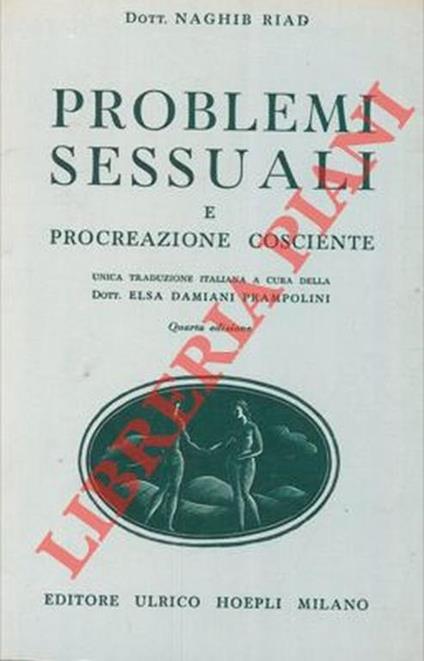 Dott. NAGHIB RIAD
PROBLEMI
SESSUALI
E
PROCREAZIONE COSCIENTE
UNICA TRADUZIONE ITALIANA A CURA DELLA
Dott. ELSA DAMIANI PRAMPOLINI
Quarta edizione
EDITORE ULRICO HOEPLI MILANO
LIBRERIA PIANI